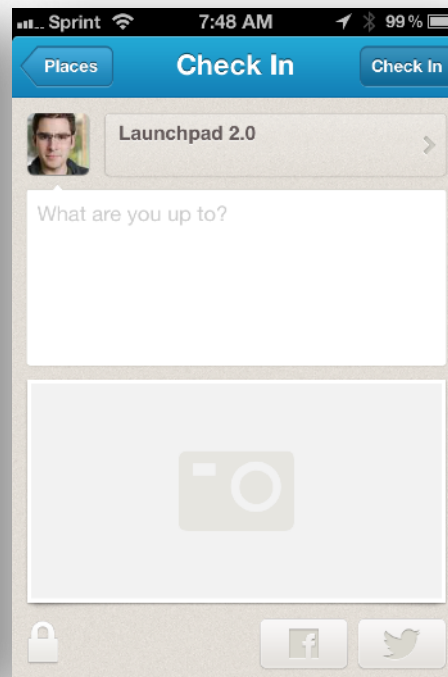 Sprint 7:48 AM 99%
Places Check In Check In
Launchpad 2.0
What are you up to?